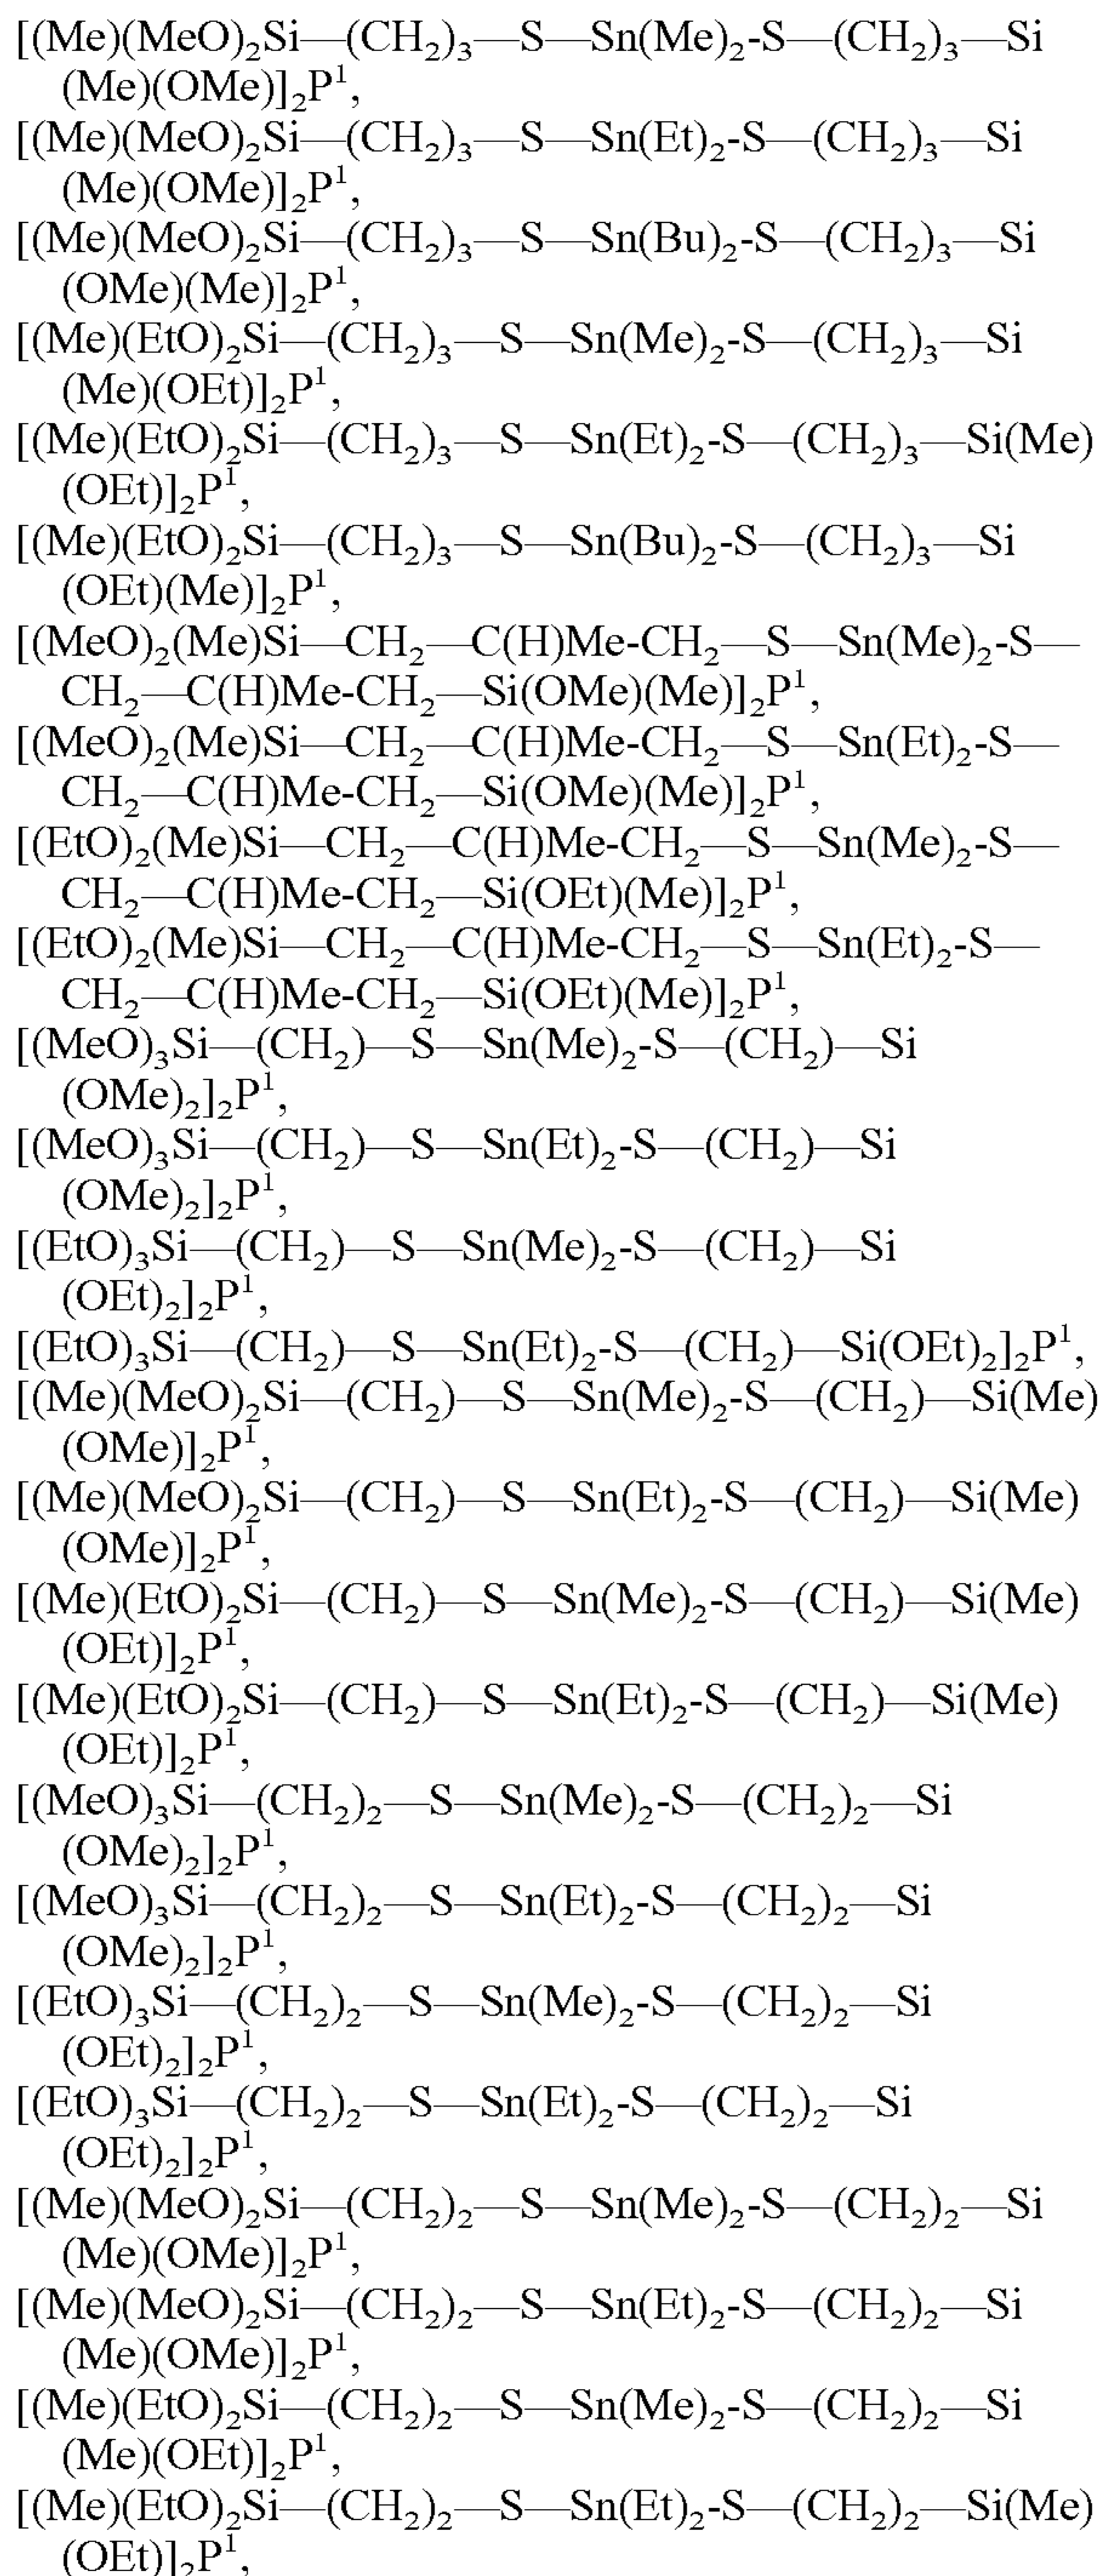 [(Me)(MeO)₂Si—(CH₂)₃—S—Sn(Me)₂-S—(CH₂)₃—Si
(Me)(OMe)]₂P¹,
[(Me)(MeO)₂Si—(CH₂)₃—S—Sn(Et)₂-S—(CH₂)₃—Si
(Me)(OMe)]₂P¹,
[(Me)(MeO)₂Si—(CH₂)₃—S—Sn(Bu)₂-S—(CH₂)₃—Si
(OMe)(Me)]₂P¹,
[(Me)(EtO)₂Si—(CH₂)₃—S—Sn(Me)₂-S—(CH₂)₃—Si
(Me)(OEt)]₂P¹,
[(Me)(EtO)₂Si—(CH₂)₃—S—Sn(Et)₂-S—(CH₂)₃—Si(Me)
(OEt)]₂P¹,
[(Me)(EtO)₂Si—(CH₂)₃—S—Sn(Bu)₂-S—(CH₂)₃—Si
(OEt)(Me)]₂P¹,
[(MeO)₂(Me)Si—CH₂—C(H)Me-CH₂—S—Sn(Me)₂-S—
CH₂—C(H)Me-CH₂—Si(OMe)(Me)]₂P¹,
[(MeO)₂(Me)Si—CH₂—C(H)Me-CH₂—S—Sn(Et)₂-S—
CH₂—C(H)Me-CH₂—Si(OMe)(Me)]₂P¹,
[(EtO)₂(Me)Si—CH₂—C(H)Me-CH₂—S—Sn(Me)₂-S—
CH₂—C(H)Me-CH₂—Si(OEt)(Me)]₂P¹,
[(EtO)₂(Me)Si—CH₂—C(H)Me-CH₂—S—Sn(Et)₂-S—
CH₂—C(H)Me-CH₂—Si(OEt)(Me)]₂P¹,
[(MeO)₃Si—(CH₂)—S—Sn(Me)₂-S—(CH₂)—Si
(OMe)₂]₂P¹,
[(MeO)₃Si—(CH₂)—S—Sn(Et)₂-S—(CH₂)—Si
(OMe)₂]₂P¹,
[(EtO)₃Si—(CH₂)—S—Sn(Me)₂-S—(CH₂)—Si
(OEt)₂]₂P¹,
[(EtO)₃Si—(CH₂)—S—Sn(Et)₂-S—(CH₂)—Si(OEt)₂]₂P¹,
[(Me)(MeO)₂Si—(CH₂)—S—Sn(Me)₂-S—(CH₂)—Si(Me)
(OMe)]₂P¹,
[(Me)(MeO)₂Si—(CH₂)—S—Sn(Et)₂-S—(CH₂)—Si(Me)
(OMe)]₂P¹,
[(Me)(EtO)₂Si—(CH₂)—S—Sn(Me)₂-S—(CH₂)—Si(Me)
(OEt)]₂P¹,
[(Me)(EtO)₂Si—(CH₂)—S—Sn(Et)₂-S—(CH₂)—Si(Me)
(OEt)]₂P¹,
[(MeO)₃Si—(CH₂)₂—S—Sn(Me)₂-S—(CH₂)₂—Si
(OMe)₂]₂P¹,
[(MeO)₃Si—(CH₂)₂—S—Sn(Et)₂-S—(CH₂)₂—Si
(OMe)₂]₂P¹,
[(EtO)₃Si—(CH₂)₂—S—Sn(Me)₂-S—(CH₂)₂—Si
(OEt)₂]₂P¹,
[(EtO)₃Si—(CH₂)₂—S—Sn(Et)₂-S—(CH₂)₂—Si
(OEt)₂]₂P¹,
[(Me)(MeO)₂Si—(CH₂)₂—S—Sn(Me)₂-S—(CH₂)₂—Si
(Me)(OMe)]₂P¹,
[(Me)(MeO)₂Si—(CH₂)₂—S—Sn(Et)₂-S—(CH₂)₂—Si
(Me)(OMe)]₂P¹,
[(Me)(EtO)₂Si—(CH₂)₂—S—Sn(Me)₂-S—(CH₂)₂—Si
(Me)(OEt)]₂P¹,
[(Me)(EtO)₂Si—(CH₂)₂—S—Sn(Et)₂-S—(CH₂)₂—Si(Me)
(OEt)]₂P¹,